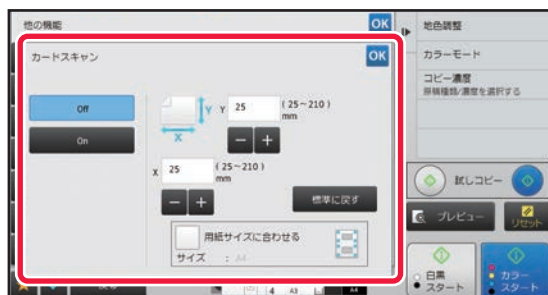 他の機能
OK
カードスキャン
OK
Off
On
Y
X
Y 25 (25~210)
mm
X 25 (25~210)
mm
標準に戻す
用紙サイズに合わせる
サイズ : A4
地色調整
カラーモード
コピー濃度
原稿種類/濃度を選択する
試しコピー
プレビュー
リセット
白黒
スタート
カラー
スタート
4 A3
A4